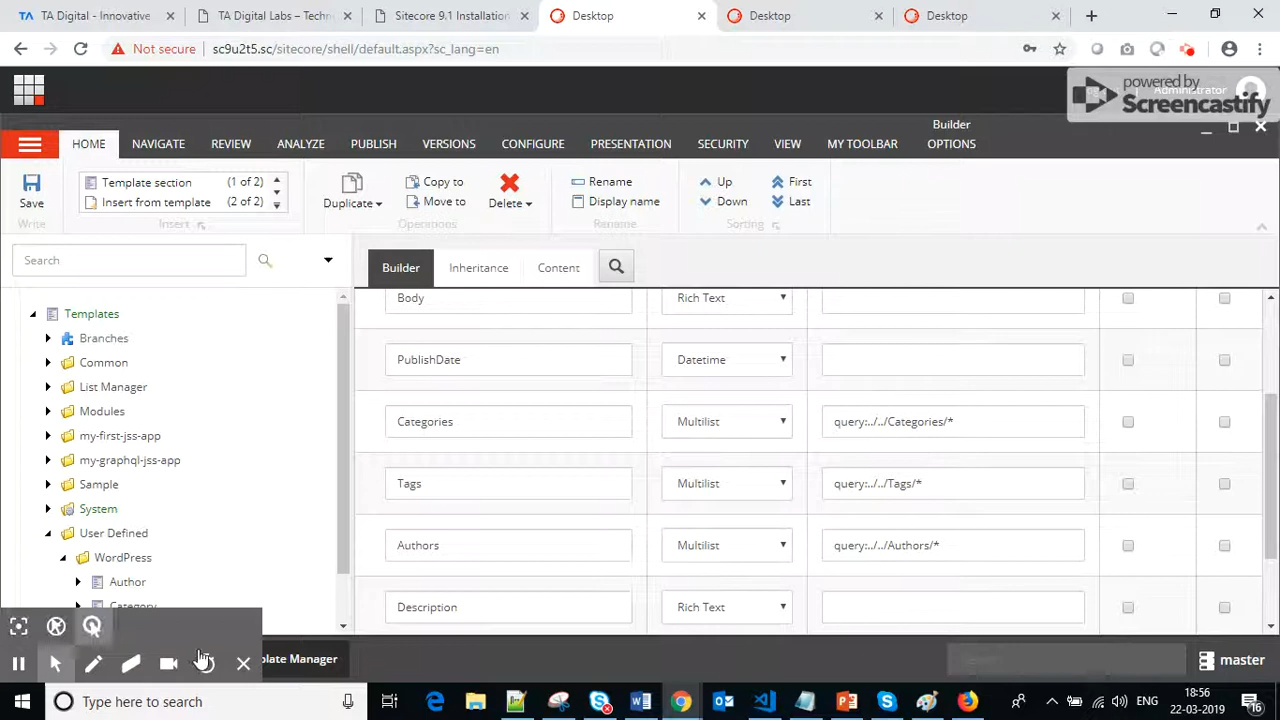 TA Digital - Innovative
TA Digital Labs – Techn
Sitecore 9.1 Installation
Desktop
Desktop
Desktop
Not secure
sc9u2t5.sc/sitecore/shell/default.aspx?sc_lang=en
powered by
Screencastify
Administrator
Builder
HOME
NAVIGATE
REVIEW
ANALYZE
PUBLISH
VERSIONS
CONFIGURE
PRESENTATION
SECURITY
VIEW
MY TOOLBAR
OPTIONS
Save
Write
Template section (1 of 2)
Insert from template (2 of 2)
Insert
Duplicate
Copy to
Move to
Delete
Operations
Rename
Display name
Rename
Up
Down
First
Last
Sorting
Search
Builder
Inheritance
Content
Templates
Branches
Common
List Manager
Modules
my-first-jss-app
my-graphql-jss-app
Sample
System
User Defined
WordPress
Author
Category
Body Rich Text
PublishDate Datetime
Categories Multilist query:../../Categories/*
Tags Multilist query:../../Tags/*
Authors Multilist query:../../Authors/*
Description Rich Text
plate Manager
Search
master
Type here to search
ENG
18:56
22-03-2019
16